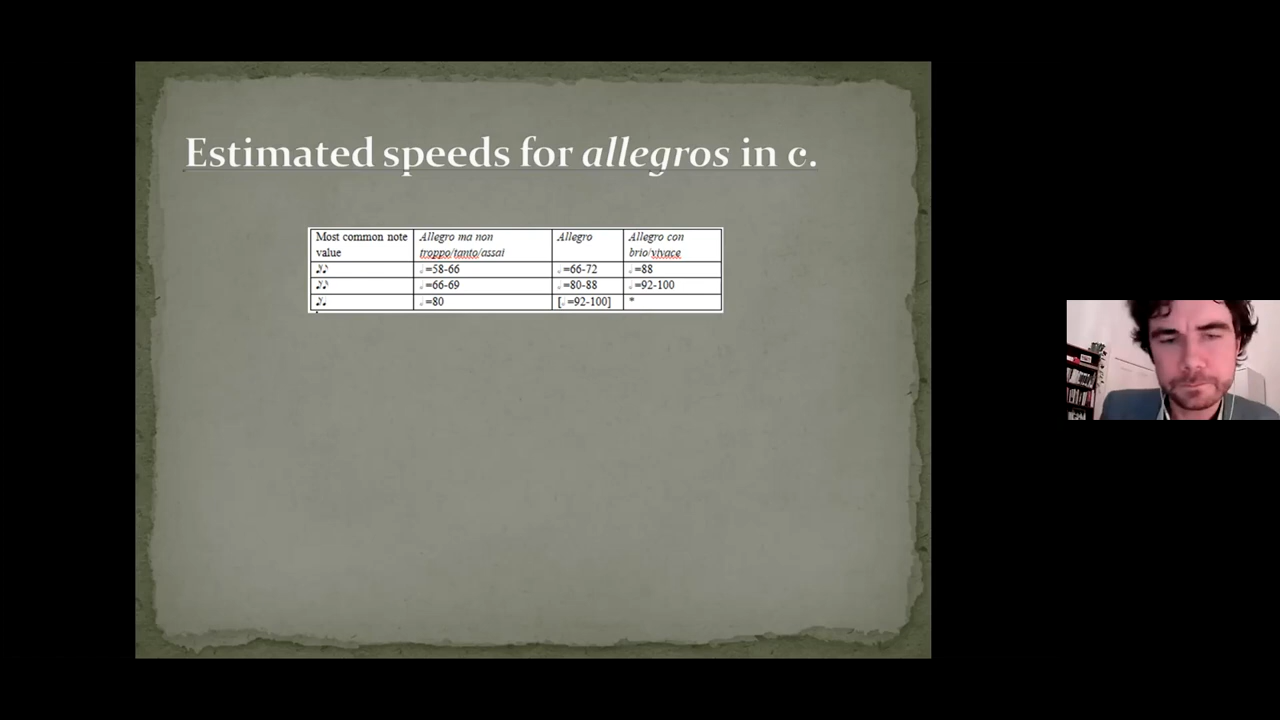 Estimated speeds for allegros in c.
Most common note value | Allegro ma non troppo/tanto/assai | Allegro | Allegro con brio/vivace
♪♪ | 𝅗𝅥=58-66 | 𝅗𝅥=66-72 | 𝅗𝅥=88
♪♪ | 𝅗𝅥=66-69 | 𝅗𝅥=80-88 | 𝅗𝅥=92-100
♪ | 𝅗𝅥=80 | [𝅗𝅥=92-100] | *